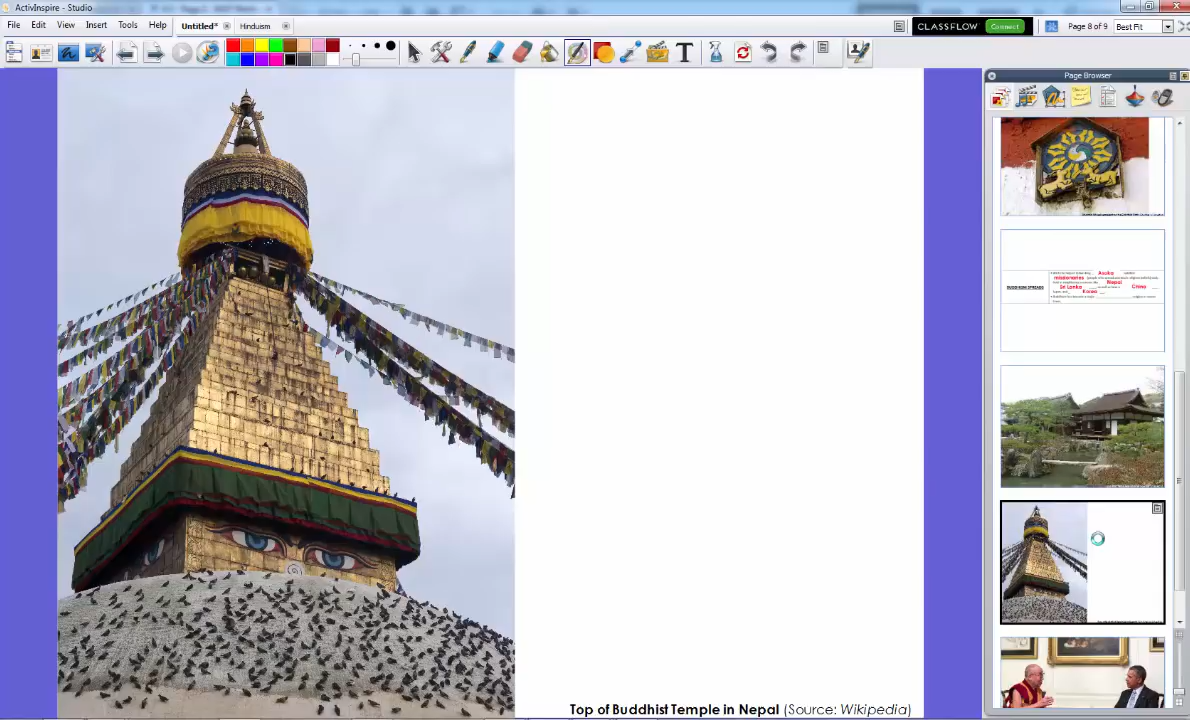 ActivInspire - Studio
File Edit View Insert Tools Help Untitled* Hinduism CLASSFLOW Connect Page 8 of 9 Best Fit
Page Browser
BUDDHISM SPREADS
Asoka
missionaries
Nepal
Sri Lanka China
Korea
Top of Buddhist Temple in Nepal (Source: Wikipedia)